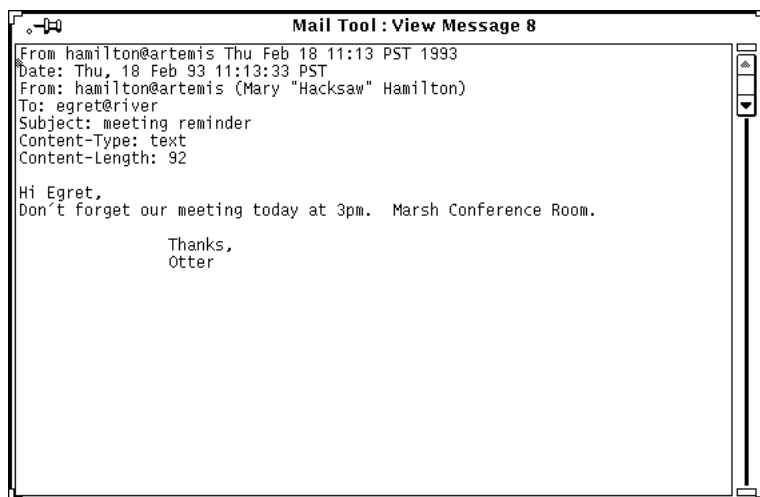 Mail Tool : View Message 8
From hamilton@artemis Thu Feb 18 11:13 PST 1993
Date: Thu, 18 Feb 93 11:13:33 PST
From: hamilton@artemis (Mary "Hacksaw" Hamilton)
To: egret@river
Subject: meeting reminder
Content-Type: text
Content-Length: 92

Hi Egret,
Don´t forget our meeting today at 3pm.  Marsh Conference Room.

Thanks,
Otter